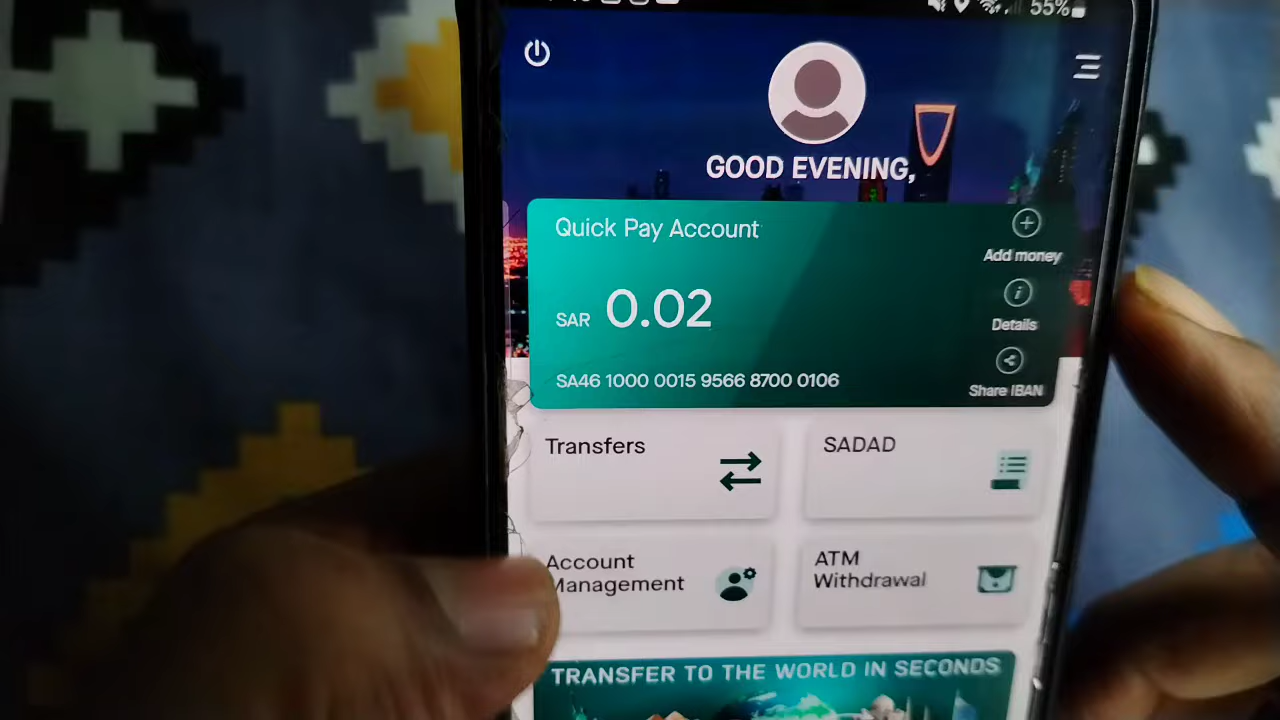 55%
GOOD EVENING,
Quick Pay Account
Add money
SAR 0.02
Details
SA46 1000 0015 9566 8700 0106
Share IBAN
Transfers
SADAD
Account
Management
ATM
Withdrawal
TRANSFER TO THE WORLD IN SECONDS